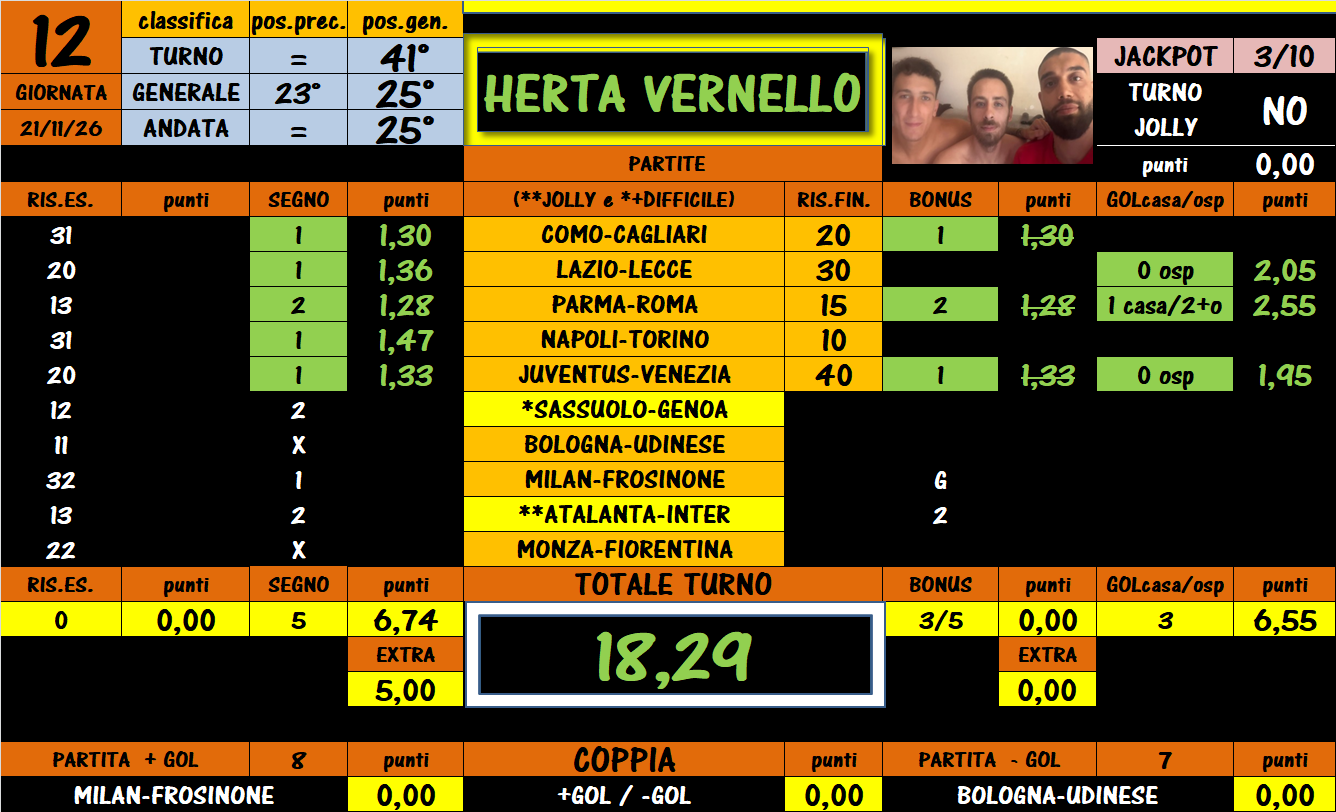 12 classifica pos.prec. pos.gen.
TURNO = 41°
GIORNATA GENERALE 23° 25°
21/11/26 ANDATA = 25°
HERTA VERNELLO
JACKPOT 3/10
TURNO JOLLY NO
punti 0,00
PARTITE
RIS.ES. punti SEGNO punti (**JOLLY e *+DIFFICILE) RIS.FIN. BONUS punti GOLcasa/osp punti
31 1 1,30 COMO-CAGLIARI 20 1 1,30
20 1 1,36 LAZIO-LECCE 30 0 osp 2,05
13 2 1,28 PARMA-ROMA 15 2 1,28 1 casa/2+o 2,55
31 1 1,47 NAPOLI-TORINO 10
20 1 1,33 JUVENTUS-VENEZIA 40 1 1,33 0 osp 1,95
12 2 *SASSUOLO-GENOA
11 X BOLOGNA-UDINESE
32 1 MILAN-FROSINONE G
13 2 **ATALANTA-INTER 2
22 X MONZA-FIORENTINA
RIS.ES. punti SEGNO punti TOTALE TURNO BONUS punti GOLcasa/osp punti
0 0,00 5 6,74 18,29 3/5 0,00 3 6,55
EXTRA EXTRA
5,00 0,00
PARTITA + GOL 8 punti COPPIA punti PARTITA - GOL 7 punti
MILAN-FROSINONE 0,00 +GOL / -GOL 0,00 BOLOGNA-UDINESE 0,00